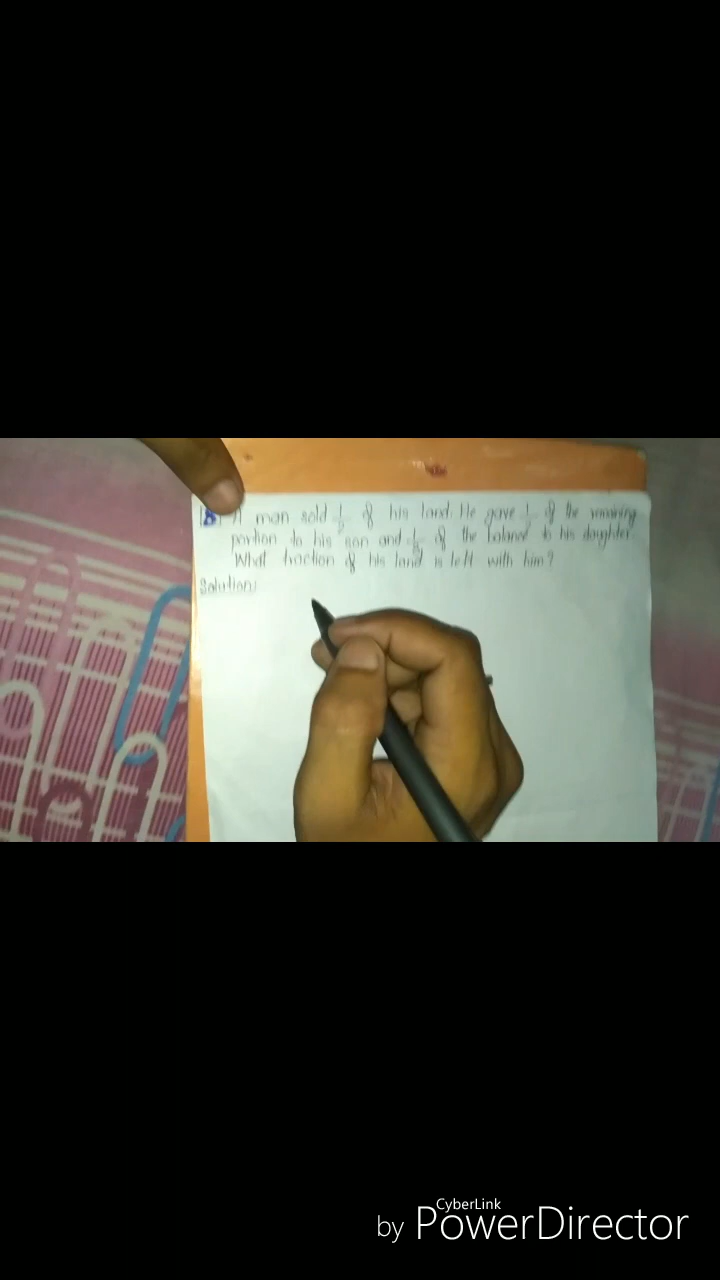 8 A man sold of his land. He gave of the remaining
portion to his son and of the balance to his daughter.
What fraction of his land is left with him?
Solution:
CyberLink
by PowerDirector